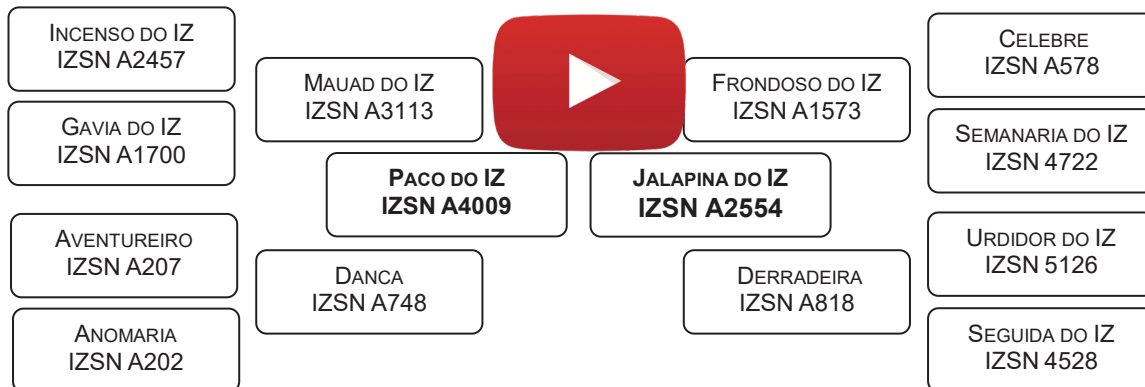 INCENSO DO IZ
IZSN A2457
GAVIA DO IZ
IZSN A1700
AVENTUREIRO
IZSN A207
ANOMARIA
IZSN A202
MAUAD DO IZ
IZSN A3113
DANCA
IZSN A748
PACO DO IZ
IZSN A4009
JALAPINA DO IZ
IZSN A2554
FRONDOSO DO IZ
IZSN A1573
DERRADEIRA
IZSN A818
CELEBRE
IZSN A578
SEMANARIA DO IZ
IZSN 4722
URDIDOR DO IZ
IZSN 5126
SEGUIDA DO IZ
IZSN 4528